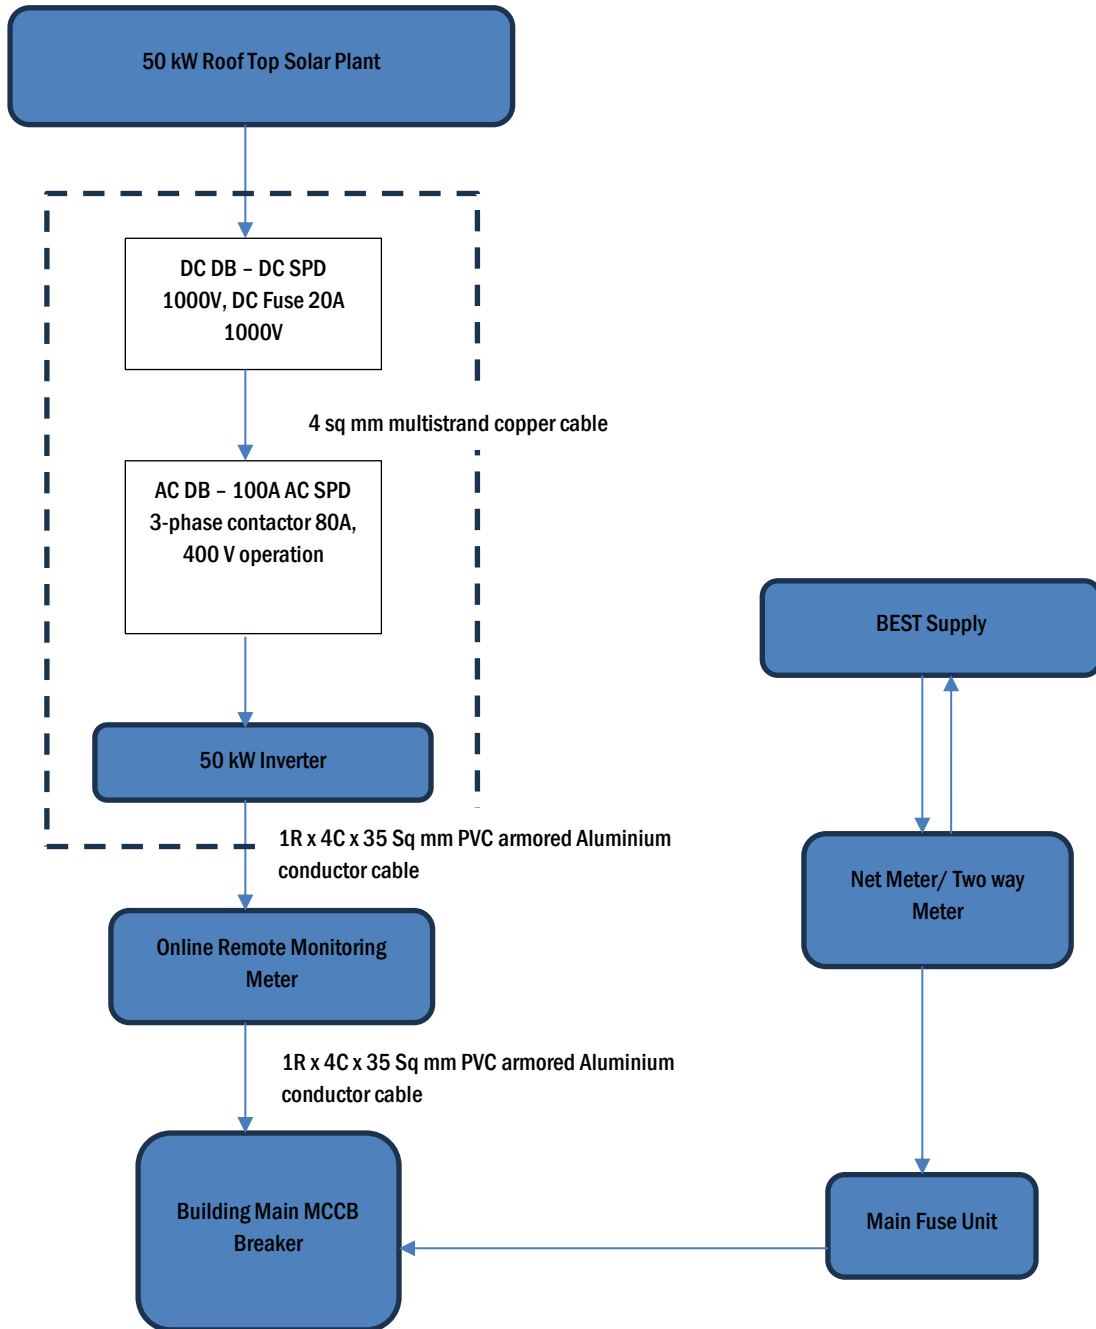 50 kW Roof Top Solar Plant
DC DB – DC SPD
1000V, DC Fuse 20A
1000V
4 sq mm multistrand copper cable
AC DB – 100A AC SPD
3-phase contactor 80A,
400 V operation
50 kW Inverter
1R x 4C x 35 Sq mm PVC armored Aluminium
conductor cable
Online Remote Monitoring
Meter
1R x 4C x 35 Sq mm PVC armored Aluminium
conductor cable
Building Main MCCB
Breaker
BEST Supply
Net Meter/ Two way
Meter
Main Fuse Unit